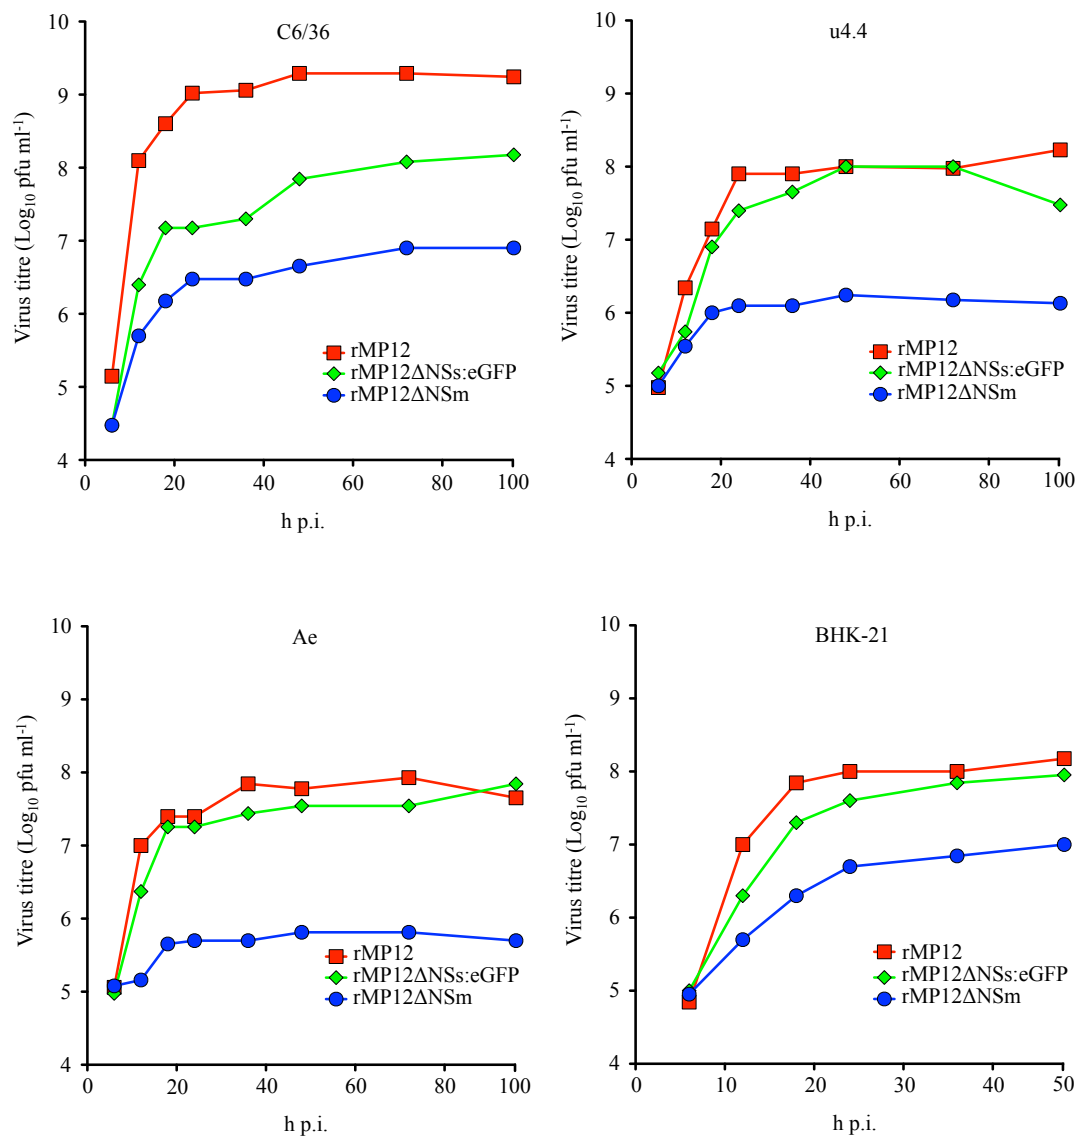 C6/36
Virus titre (Log₁₀ pfu ml⁻¹)
10
9
8
7
6
5
4
rMP12
rMP12ΔNSs:eGFP
rMP12ΔNSm
0 20 40 60 80 100
h p.i.
u4.4
Virus titre (Log₁₀ pfu ml⁻¹)
10
9
8
7
6
5
4
rMP12
rMP12ΔNSs:eGFP
rMP12ΔNSm
0 20 40 60 80 100
h p.i.
Ae
Virus titre (Log₁₀ pfu ml⁻¹)
10
9
8
7
6
5
4
rMP12
rMP12ΔNSs:eGFP
rMP12ΔNSm
0 20 40 60 80 100
h p.i.
BHK-21
Virus titre (Log₁₀ pfu ml⁻¹)
10
9
8
7
6
5
4
rMP12
rMP12ΔNSs:eGFP
rMP12ΔNSm
0 10 20 30 40 50
h p.i.